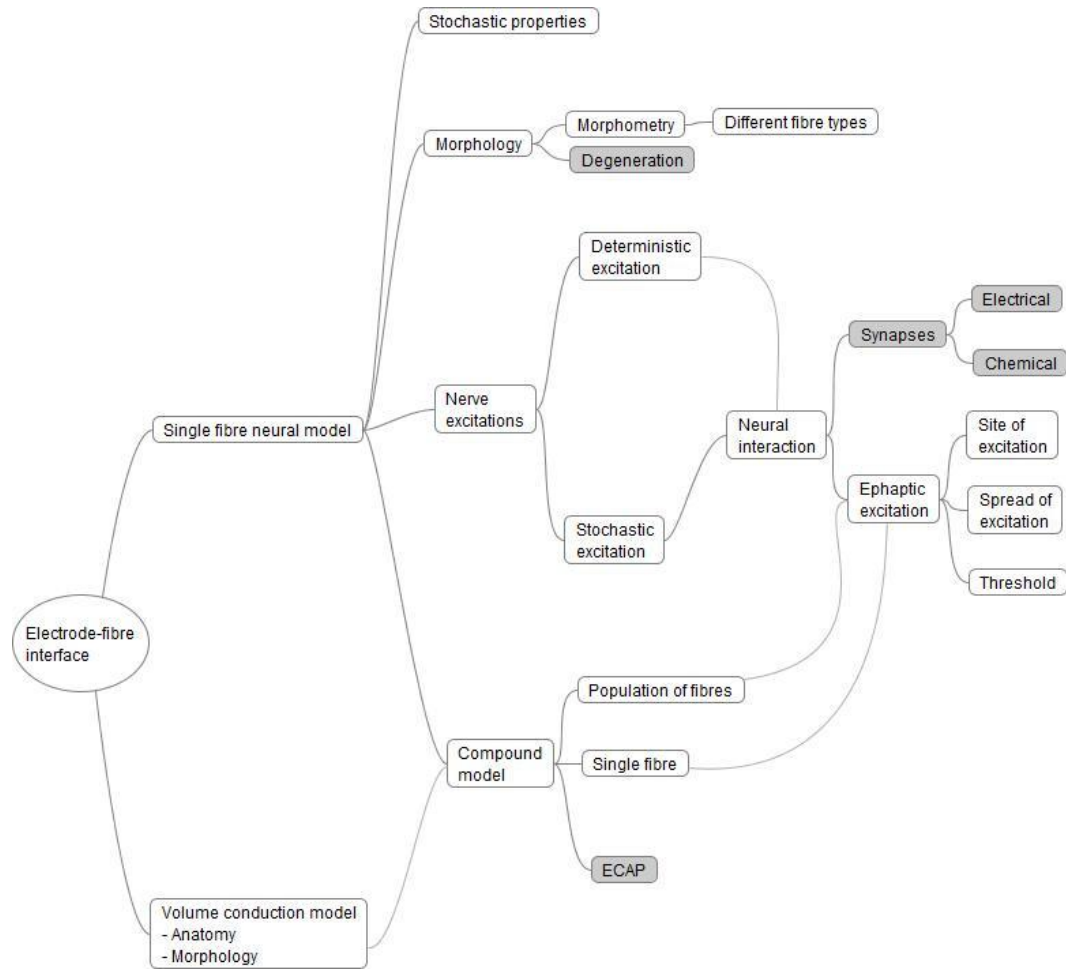 Stochastic properties
Morphometry
Different fibre types
Morphology
Degeneration
Deterministic
excitation
Electrical
Synapses
Chemical
Nerve
excitations
Neural
interaction
Site of
excitation
Single fibre neural model
Ephaptic
excitation
Spread of
excitation
Stochastic
excitation
Threshold
Electrode-fibre
interface
Population of fibres
Compound
model
Single fibre
ECAP
Volume conduction model
- Anatomy
- Morphology